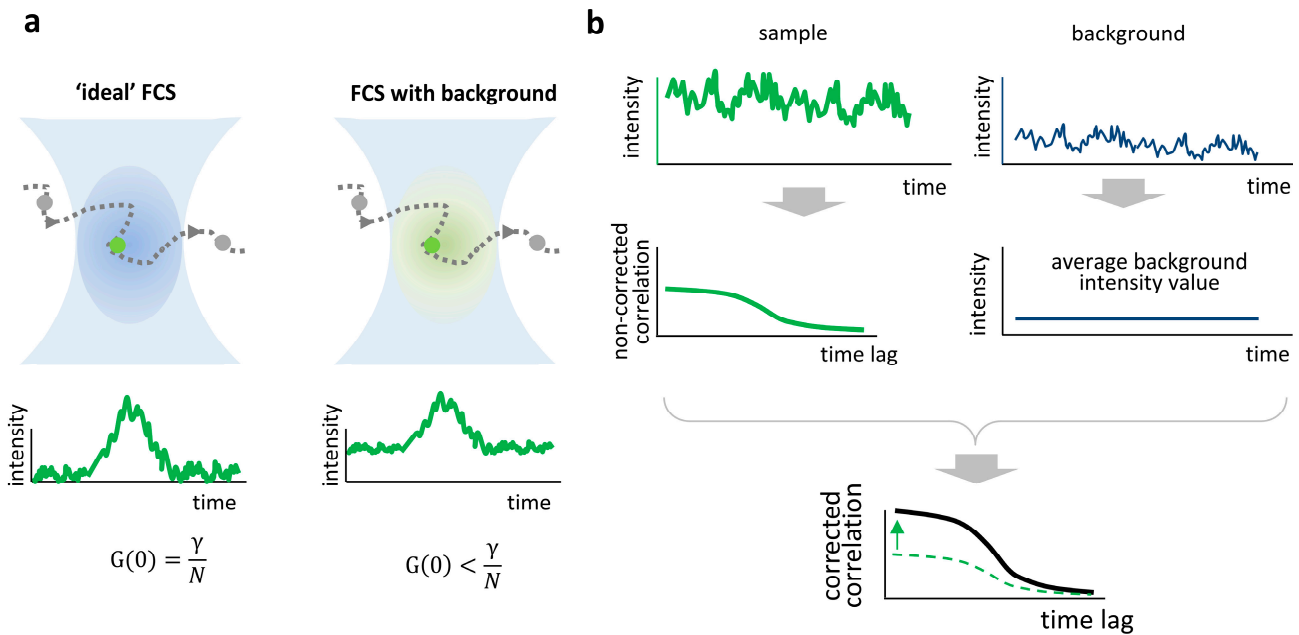 a
'ideal' FCS
FCS with background
intensity
time
intensity
time
G(0) = γ/N
G(0) < γ/N
b
sample
background
intensity
time
intensity
time
non-corrected
correlation
time lag
intensity
average background
intensity value
time
corrected
correlation
time lag